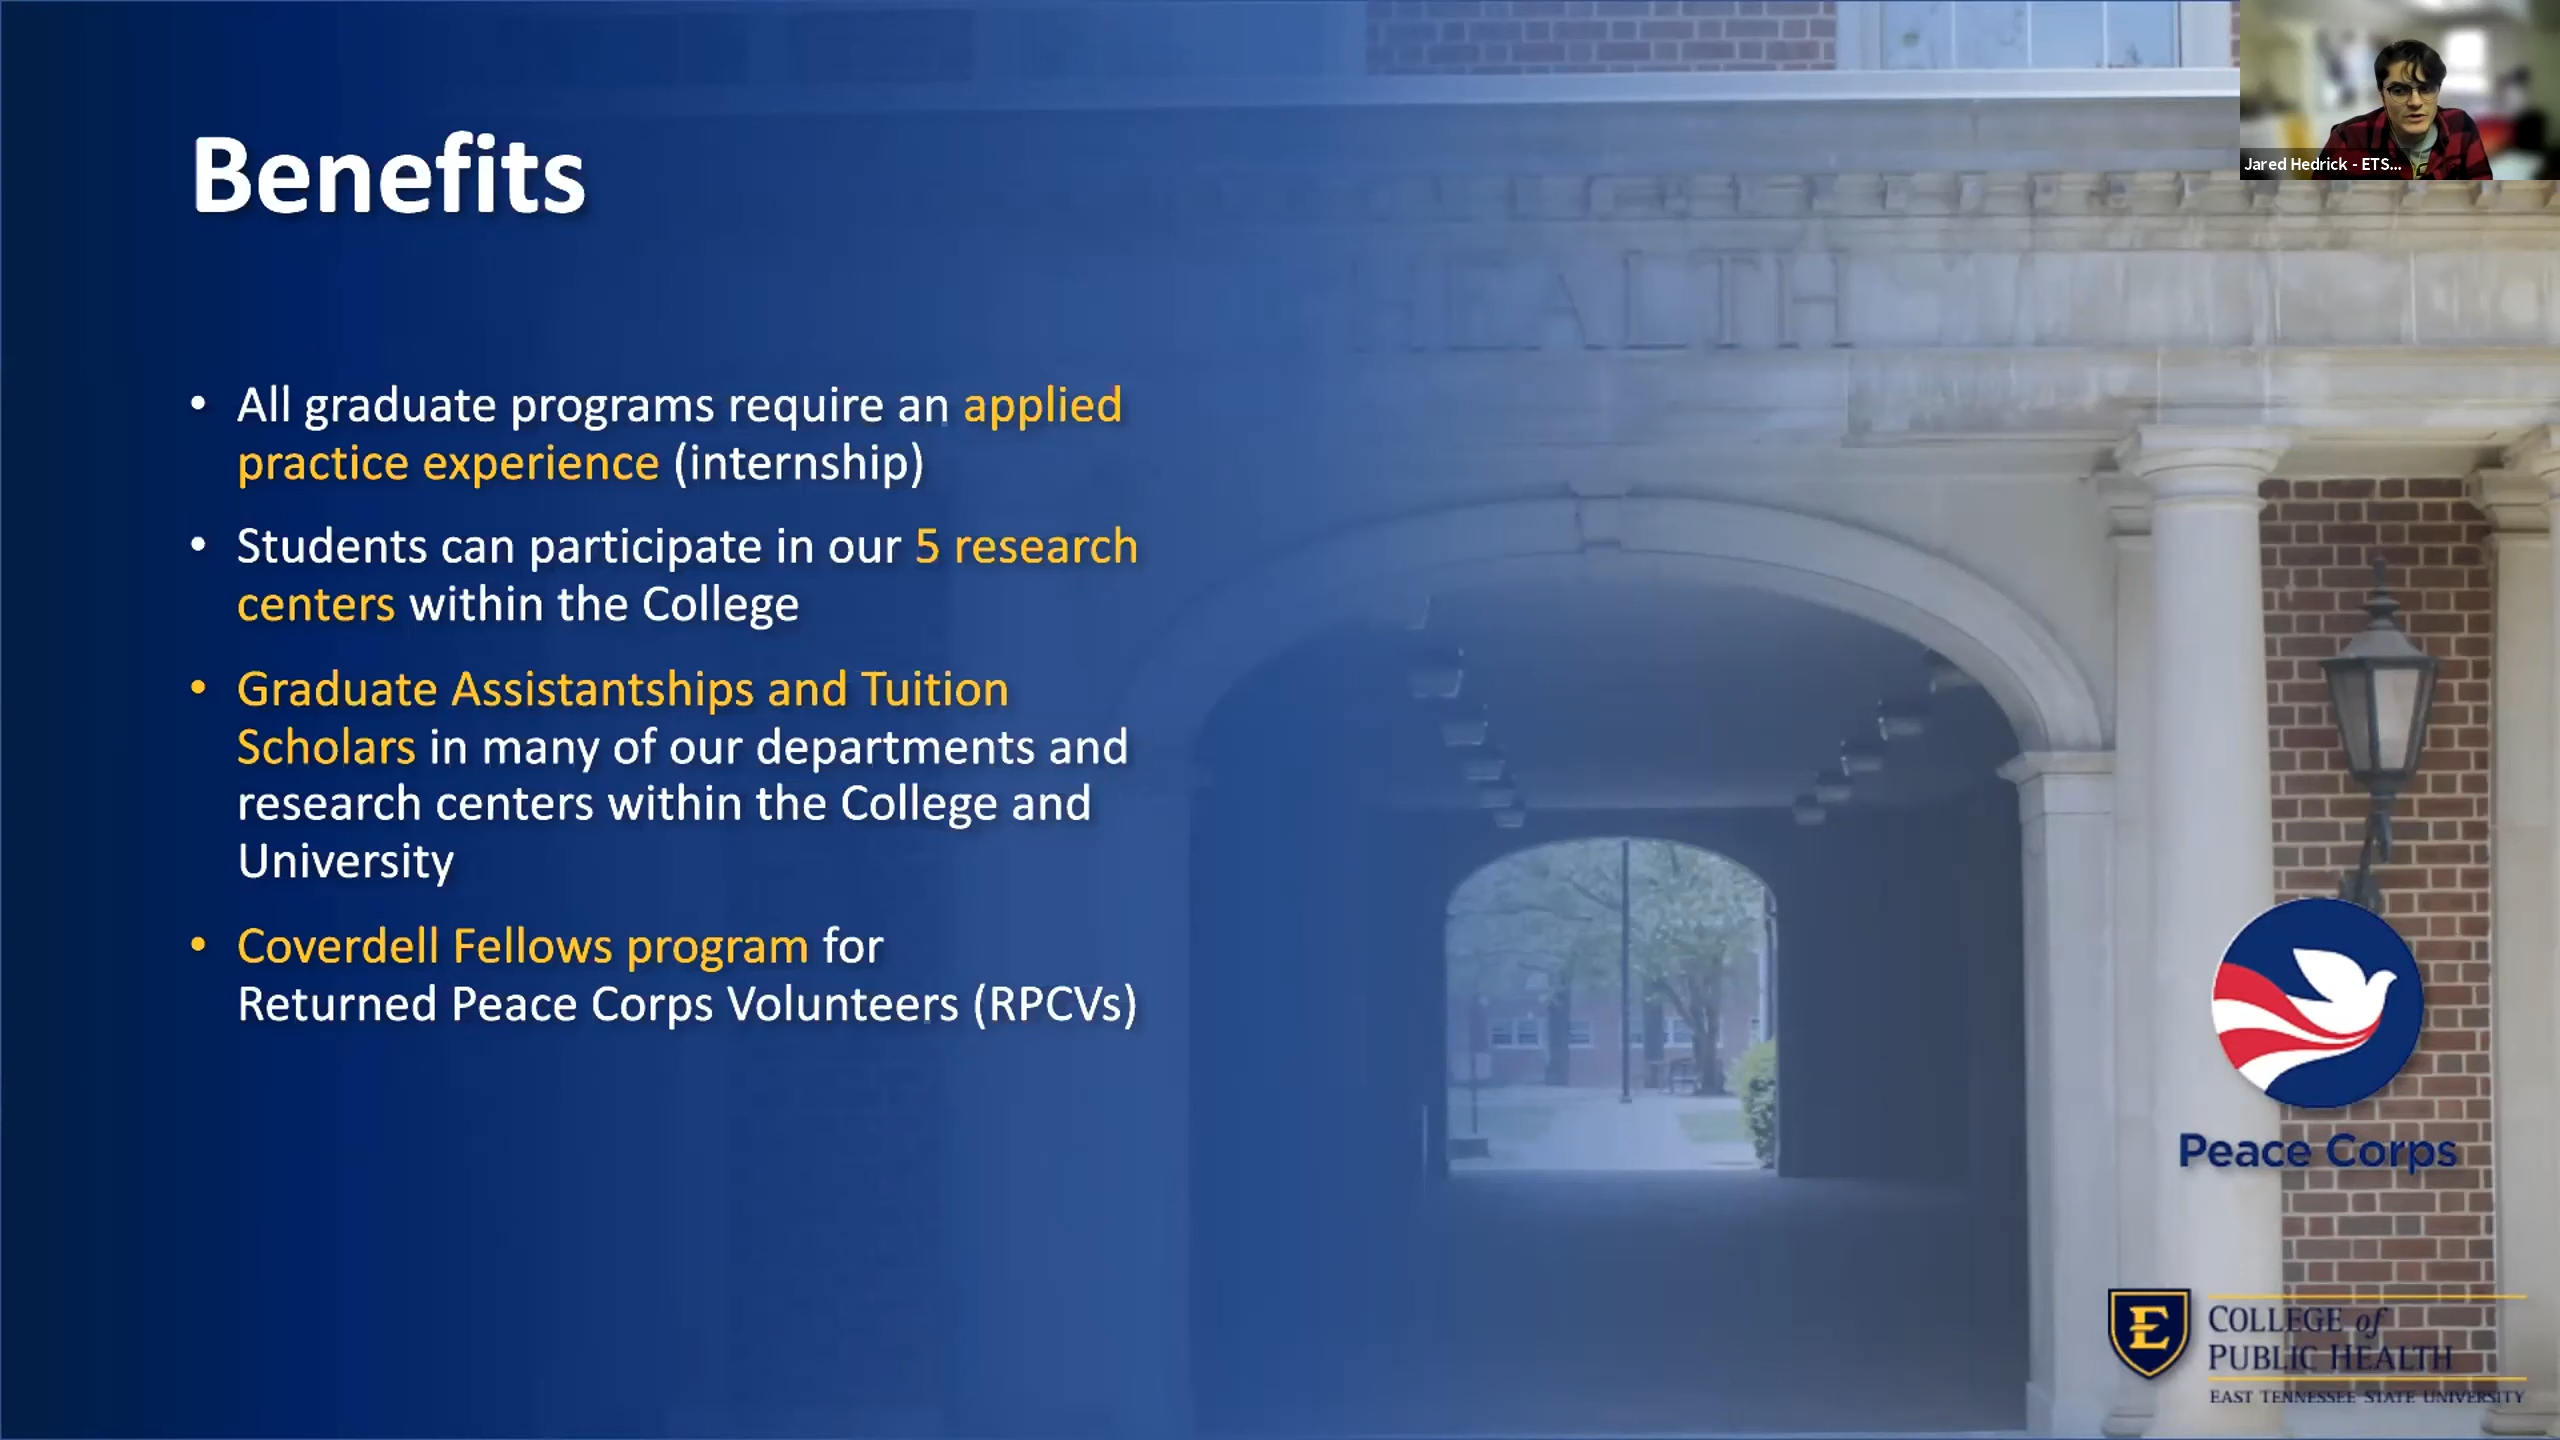 Benefits
• All graduate programs require an applied
practice experience (internship)
• Students can participate in our 5 research
centers within the College
• Graduate Assistantships and Tuition
Scholars in many of our departments and
research centers within the College and
University
• Coverdell Fellows program for
Returned Peace Corps Volunteers (RPCVs)
Jared Hedrick - ETS...
HEALTH
Peace Corps
E
COLLEGE of
PUBLIC HEALTH
EAST TENNESSEE STATE UNIVERSITY